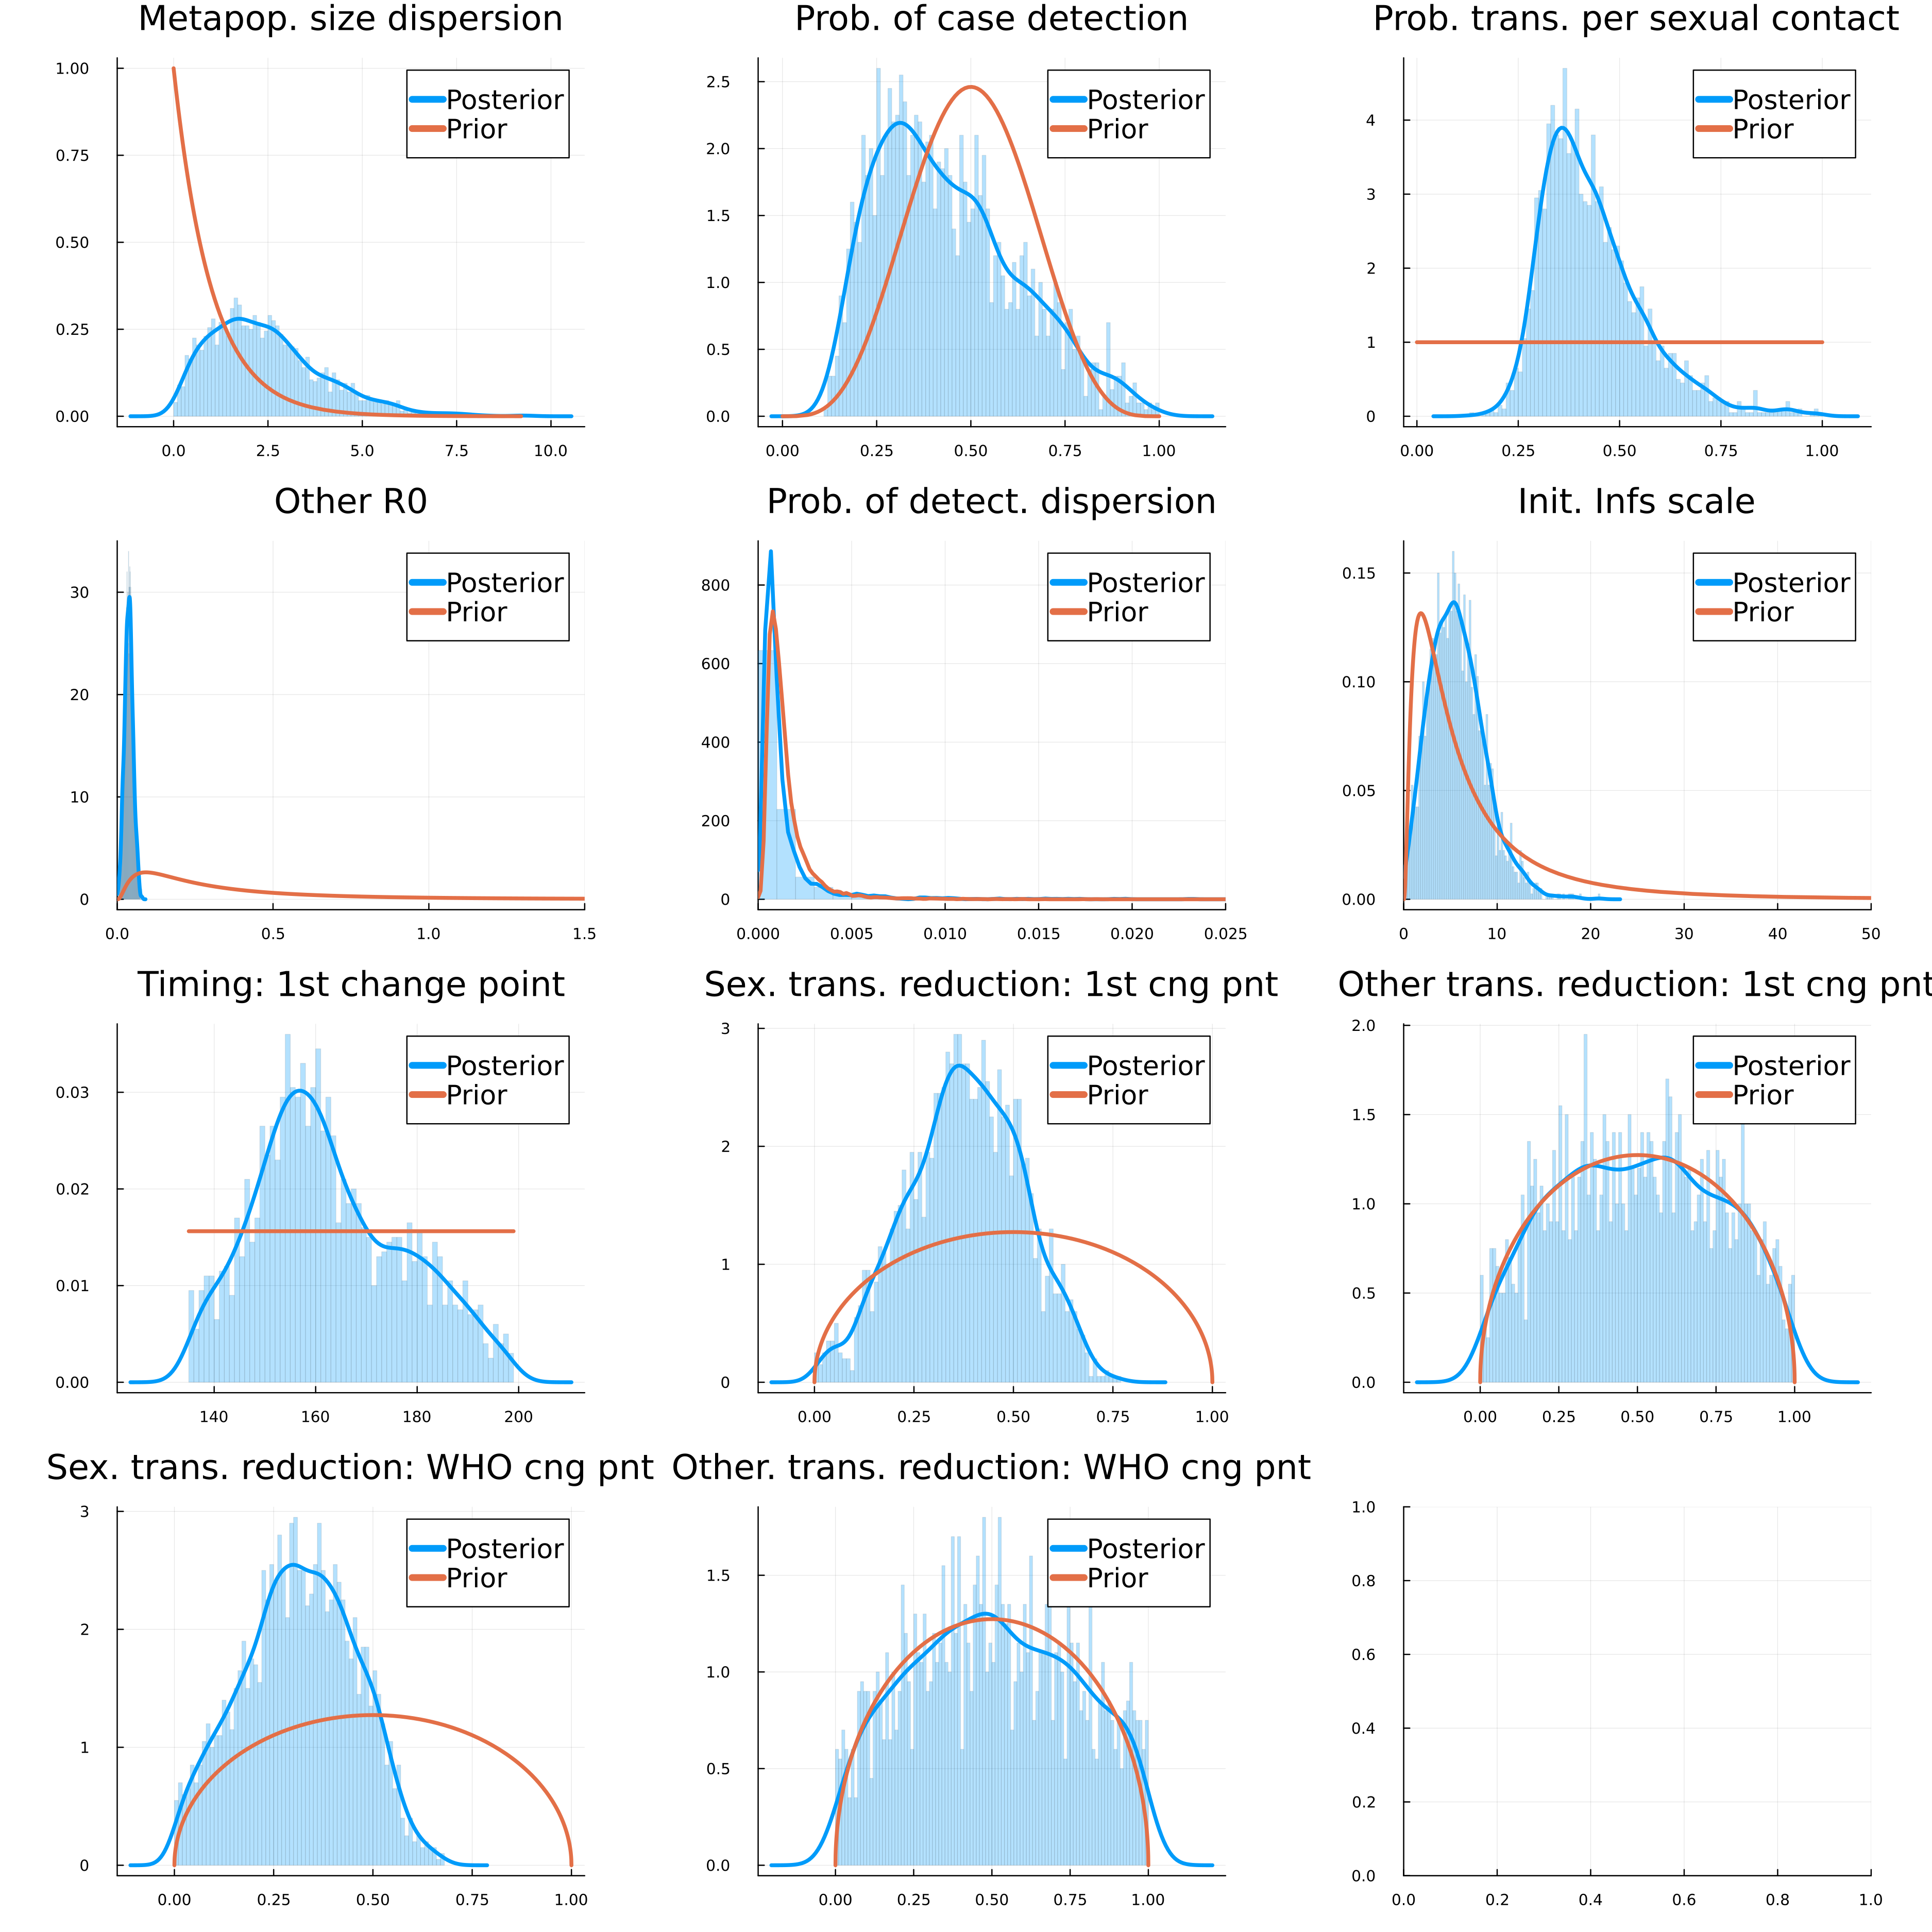 Metapop. size dispersion
1.00
0.75
0.50
0.25
0.00
0.0 2.5 5.0 7.5 10.0
Posterior
Prior
Prob. of case detection
2.5
2.0
1.5
1.0
0.5
0.0
0.00 0.25 0.50 0.75 1.00
Posterior
Prior
Prob. trans. per sexual contact
4
3
2
1
0
0.00 0.25 0.50 0.75 1.00
Posterior
Prior
Other R0
30
20
10
0
0.0 0.5 1.0 1.5
Posterior
Prior
Prob. of detect. dispersion
800
600
400
200
0
0.000 0.005 0.010 0.015 0.020 0.025
Posterior
Prior
Init. Infs scale
0.15
0.10
0.05
0.00
0 10 20 30 40 50
Posterior
Prior
Timing: 1st change point
0.03
0.02
0.01
0.00
140 160 180 200
Posterior
Prior
Sex. trans. reduction: 1st cng pnt
3
2
1
0
0.00 0.25 0.50 0.75 1.00
Posterior
Prior
Other trans. reduction: 1st cng pnt
2.0
1.5
1.0
0.5
0.0
0.00 0.25 0.50 0.75 1.00
Posterior
Prior
Sex. trans. reduction: WHO cng pnt
3
2
1
0
0.00 0.25 0.50 0.75 1.00
Posterior
Prior
Other. trans. reduction: WHO cng pnt
1.5
1.0
0.5
0.0
0.00 0.25 0.50 0.75 1.00
Posterior
Prior
1.0
0.8
0.6
0.4
0.2
0.0
0.0 0.2 0.4 0.6 0.8 1.0